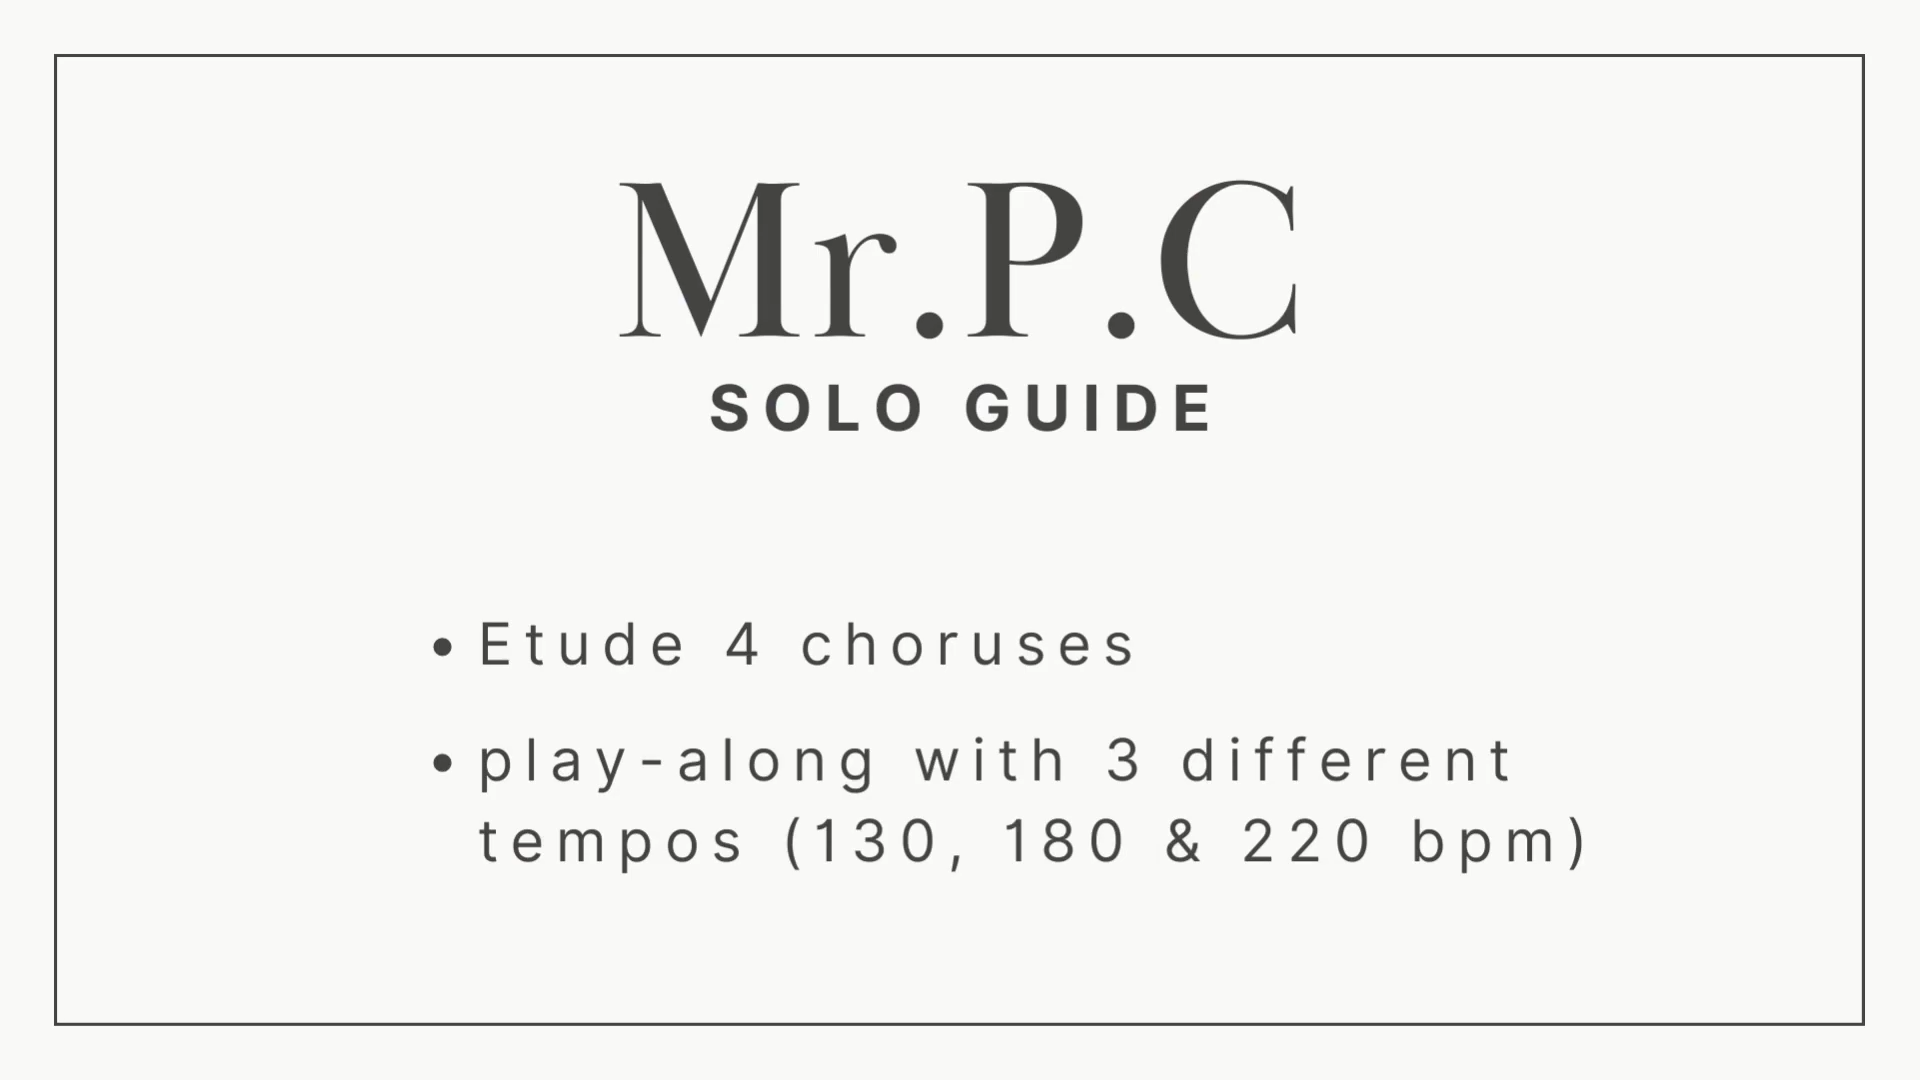 Mr.P.C
SOLO GUIDE
• Etude 4 choruses
• play-along with 3 different
tempos (130, 180 & 220 bpm)